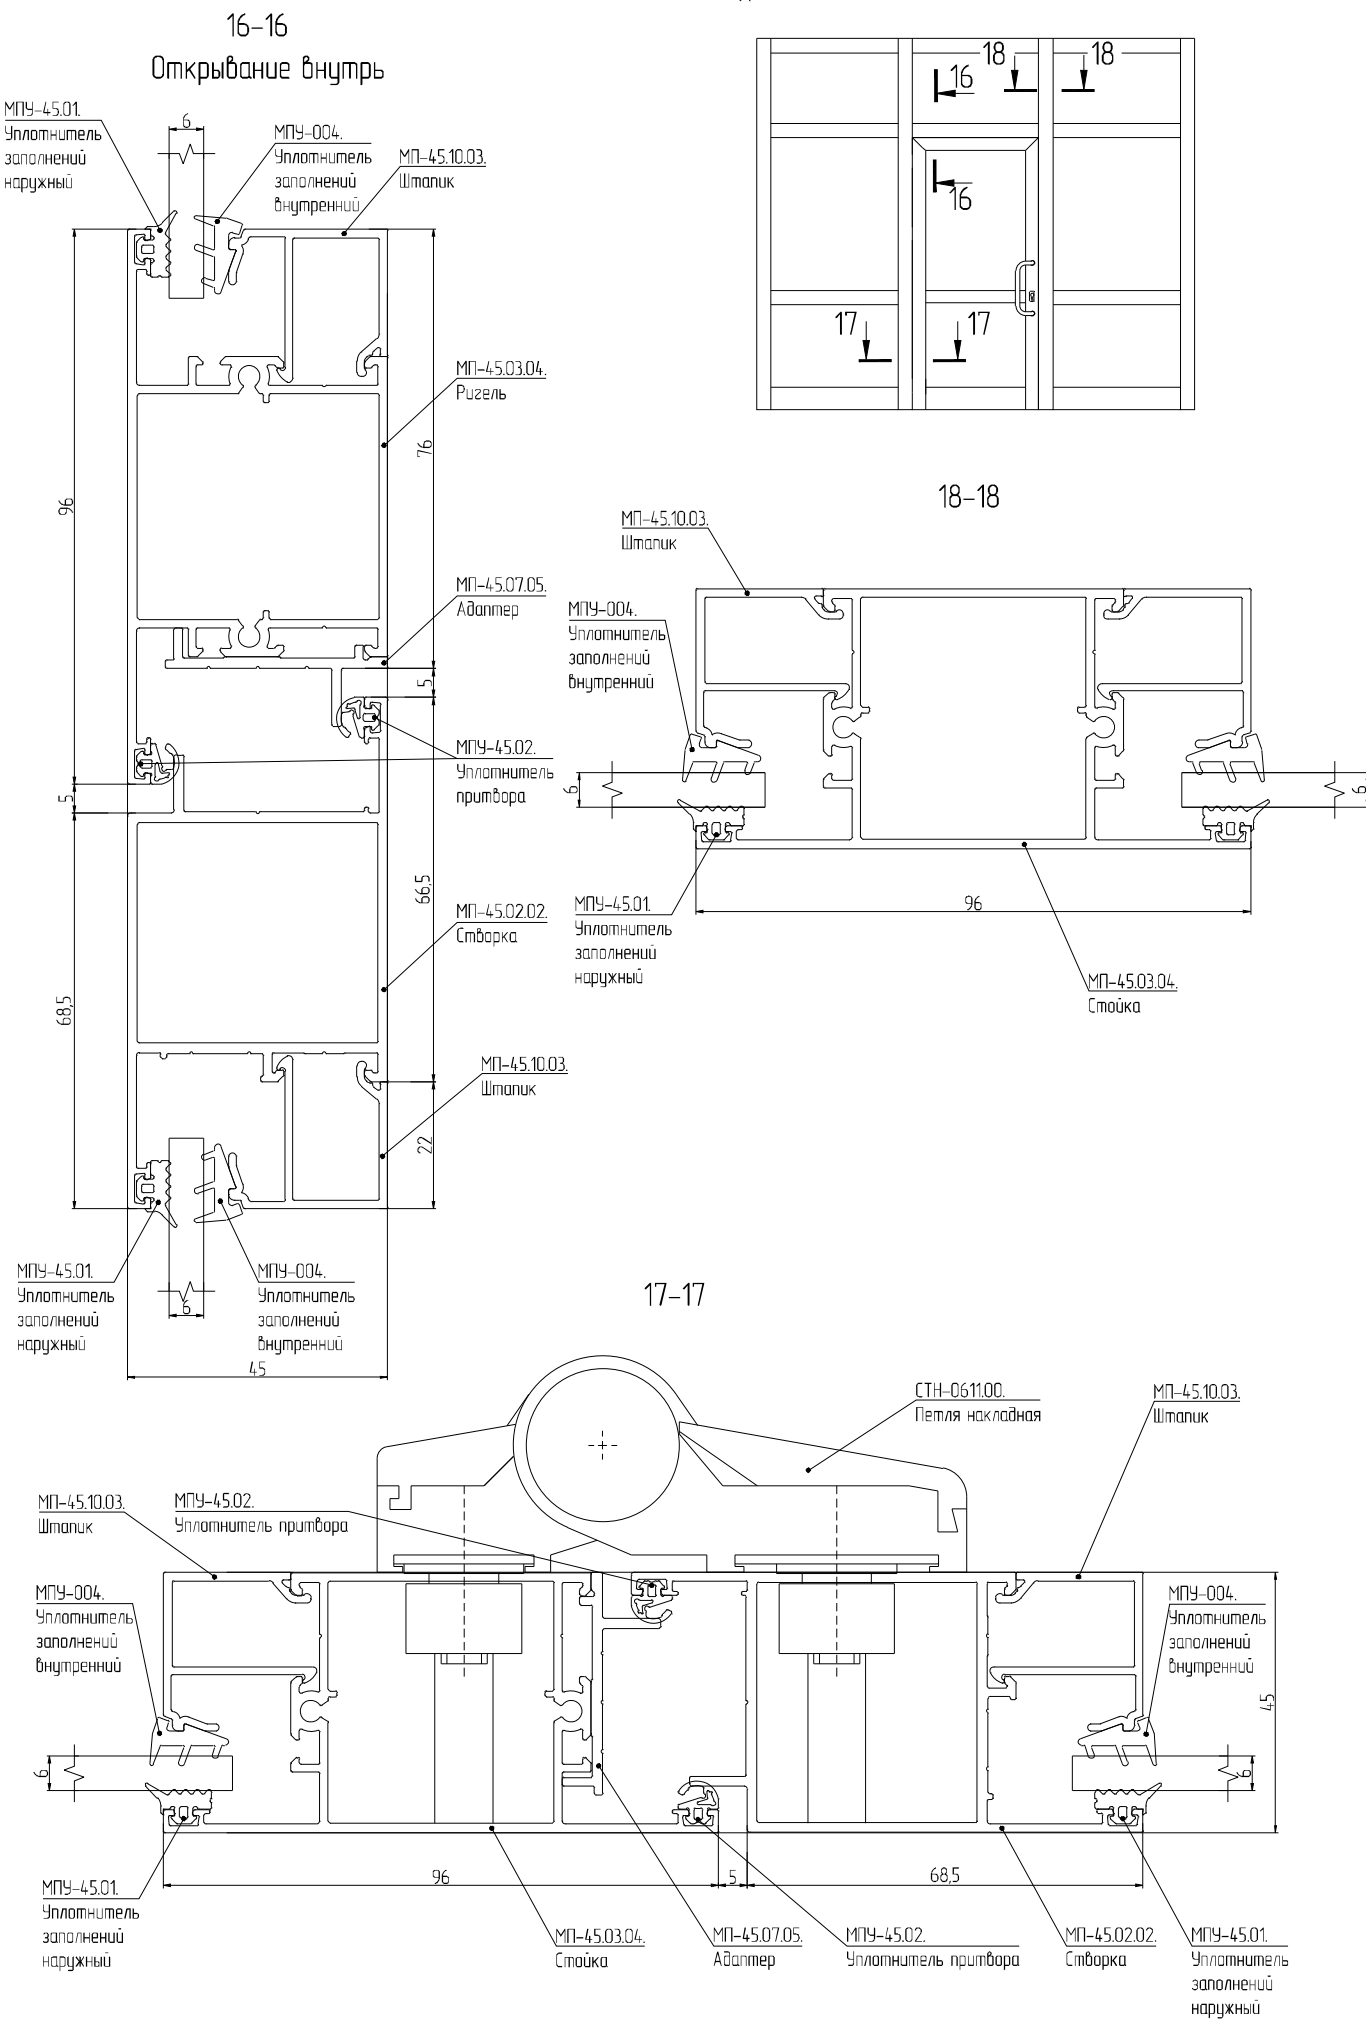 16-16
Открывание внутрь
МПУ-45.01.
Уплотнитель
заполнений
наружный
6
МПУ-004.
Уплотнитель
заполнений
внутренний
МП-45.10.03.
Штапик
МП-45.03.04.
Ригель
96
76
МП-45.07.05.
Адаптер
5
МПУ-45.02.
Уплотнитель
притвора
5
66,5
МП-45.02.02.
Створка
68,5
МП-45.10.03.
Штапик
22
МПУ-45.01.
Уплотнитель
заполнений
наружный
6
МПУ-004.
Уплотнитель
заполнений
внутренний
45
18
18
16
16
17
17
18-18
МП-45.10.03.
Штапик
МПУ-004.
Уплотнитель
заполнений
внутренний
6
6
МПУ-45.01.
Уплотнитель
заполнений
наружный
96
МП-45.03.04.
Стойка
17-17
СТН-0611.00.
Петля накладная
МП-45.10.03.
Штапик
МП-45.10.03.
Штапик
МПУ-45.02.
Уплотнитель притвора
МПУ-004.
Уплотнитель
заполнений
внутренний
МПУ-004.
Уплотнитель
заполнений
внутренний
45
6
6
96
5
68,5
МПУ-45.01.
Уплотнитель
заполнений
наружный
МП-45.03.04.
Стойка
МП-45.07.05.
Адаптер
МПУ-45.02.
Уплотнитель притвора
МП-45.02.02.
Створка
МПУ-45.01.
Уплотнитель
заполнений
наружный